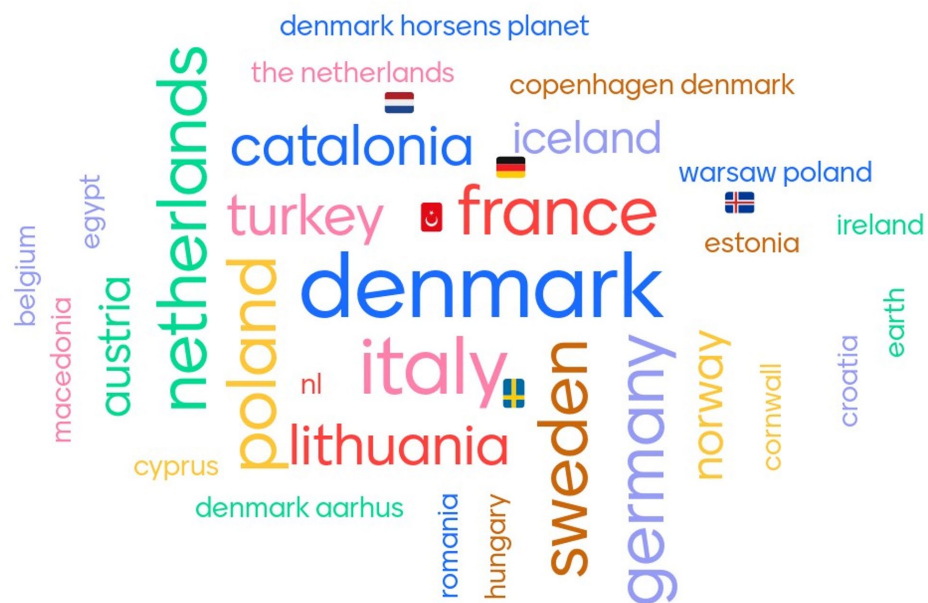 denmark horsens planet
the netherlands
copenhagen denmark
netherlands
catalonia
iceland
warsaw poland
egypt
turkey
france
ireland
estonia
belgium
denmark
macedonia
austria
poland
earth
italy
nl
sweden
germany
norway
cornwall
croatia
lithuania
cyprus
denmark aarhus
romania
hungary